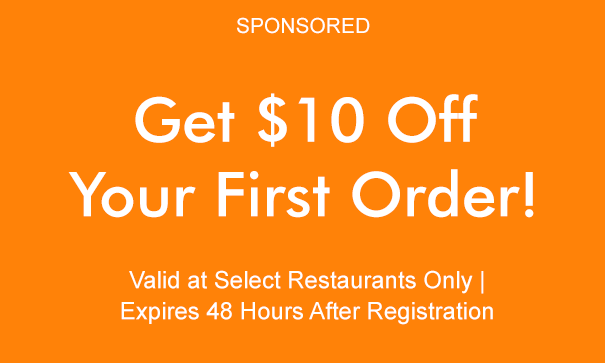 SPONSORED
Get $10 Off
Your First Order!
Valid at Select Restaurants Only |
Expires 48 Hours After Registration